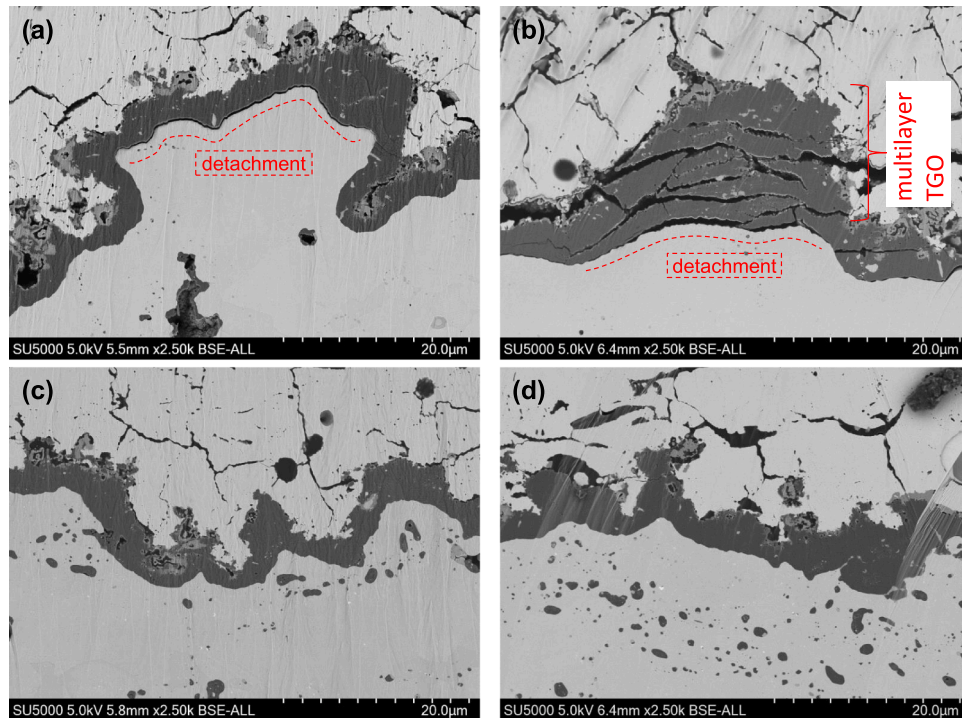 (a)
detachment
SU5000 5.0kV 5.5mm x2.50k BSE-ALL 20.0µm
(b)
multilayer
TGO
detachment
SU5000 5.0kV 6.4mm x2.50k BSE-ALL 20.0µm
(c)
SU5000 5.0kV 5.8mm x2.50k BSE-ALL 20.0µm
(d)
SU5000 5.0kV 6.4mm x2.50k BSE-ALL 20.0µm